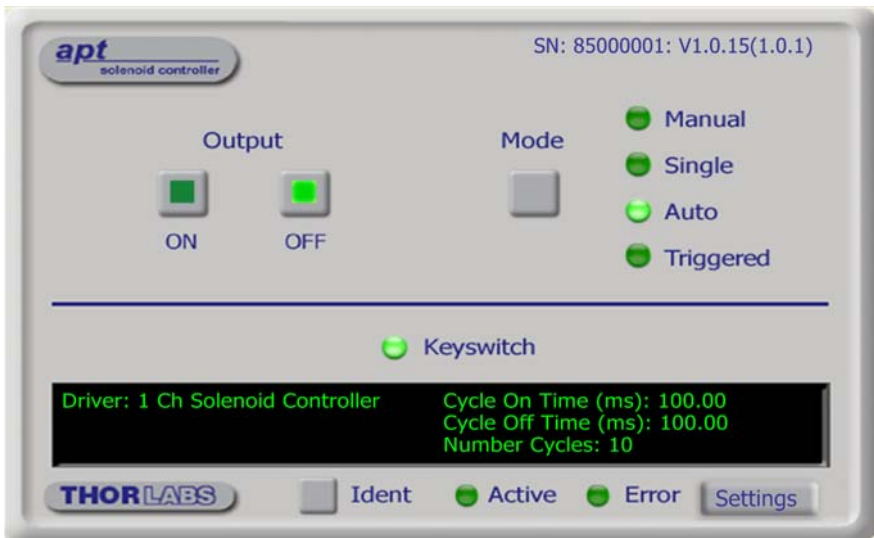 apt
solenoid controller
SN: 85000001: V1.0.15(1.0.1)
Output
ON
OFF
Mode
Manual
Single
Auto
Triggered
Keyswitch
Driver: 1 Ch Solenoid Controller
Cycle On Time (ms): 100.00
Cycle Off Time (ms): 100.00
Number Cycles: 10
THORLABS
Ident
Active
Error
Settings